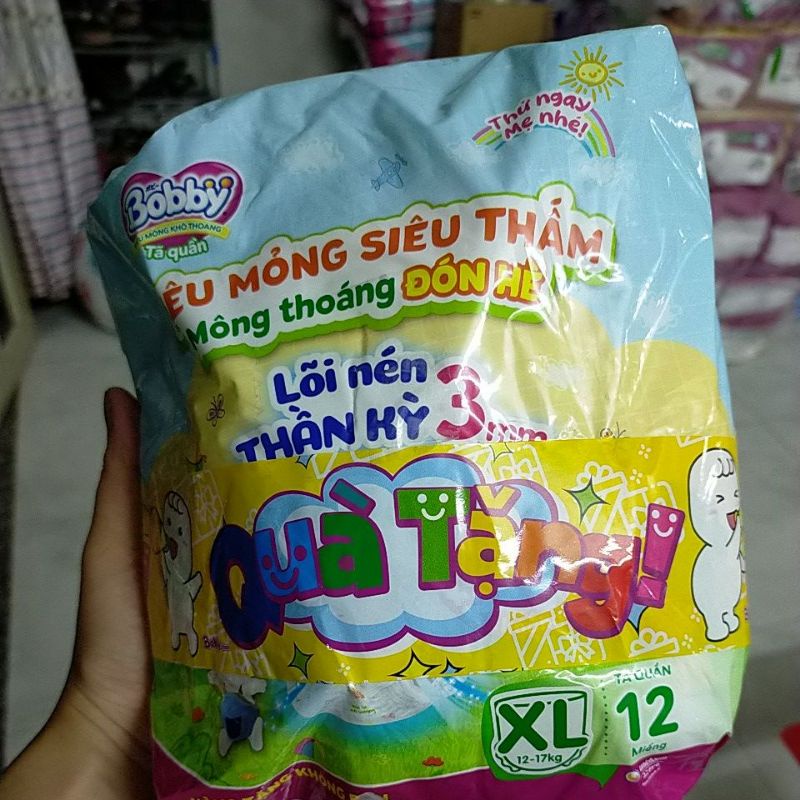 Thử ngay
Mẹ nhé!
Bobby
MỎNG KHÔ THOÁNG
Tã quần
ÊU MỎNG SIÊU THẤM
Mông thoáng ĐÓN HÈ
Lõi nén
THẦN KỲ 3mm
Quà Tặng!
TÃ QUẦN
XL 12
12-17kg Miếng